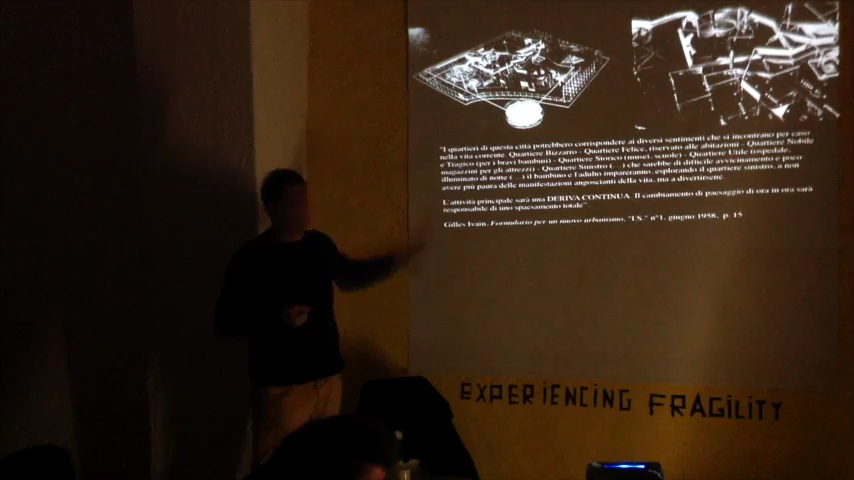 "I quartieri di questa città potrebbero corrispondere ai diversi sentimenti che si incontrano per caso
nella vita corrente. Quartiere Bizzarro - Quartiere Felice, riservato alle abitazioni - Quartiere Nobile
e Tragico (per i bravi bambini) - Quartiere Storico (musei, scuole) - Quartiere Utile (ospedale,
magazzini per gli attrezzi) - Quartiere Sinistro (...) che sarebbe di difficile avvicinamento e poco
illuminato di notte (...) il bambino e l'adulto impareranno, esplorando il quartiere sinistro, a non
avere più paura delle manifestazioni angoscianti della vita, ma a divertirsene.
L'attività principale sarà una DERIVA CONTINUA. Il cambiamento di paesaggio di ora in ora sarà
responsabile di uno spaesamento totale"
Gilles Ivain, Formulario per un nuovo urbanismo, "I.S." n°1, giugno 1958, p. 15
EXPERIENCING FRAGILITY